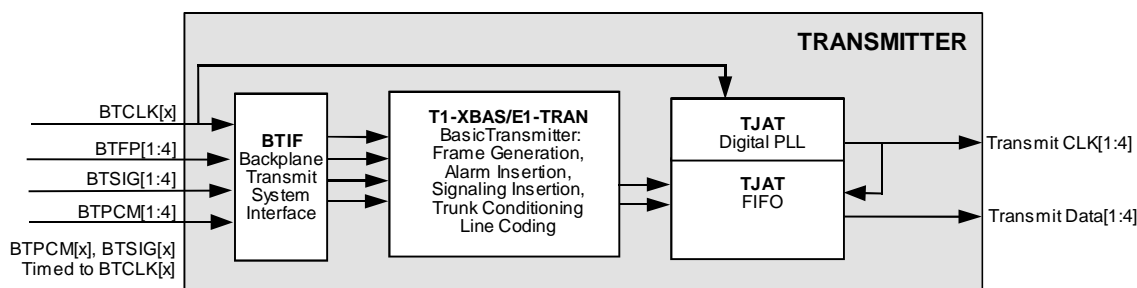 TRANSMITTER
BTCLK[x]
BTFP[1:4]
BTSIG[1:4]
BTPCM[1:4]
BTPCM[x], BTSIG[x]
Timed to BTCLK[x]
BTIF
Backplane
Transmit
System
Interface
T1-XBAS/E1-TRAN
BasicTransmitter:
Frame Generation,
Alarm Insertion,
Signaling Insertion,
Trunk Conditioning
Line Coding
TJAT
Digital PLL
TJAT
FIFO
Transmit CLK[1:4]
Transmit Data[1:4]